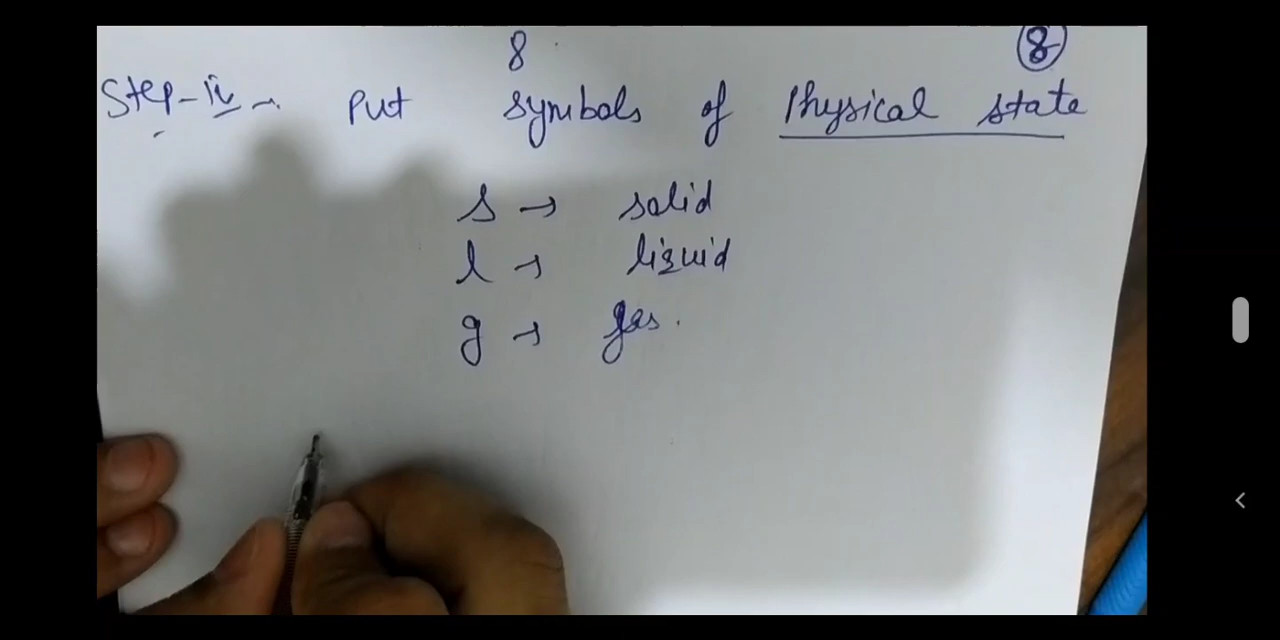 8 8
Step-iv → Put symbols of Physical state
s → solid
l → liquid
g → gas.